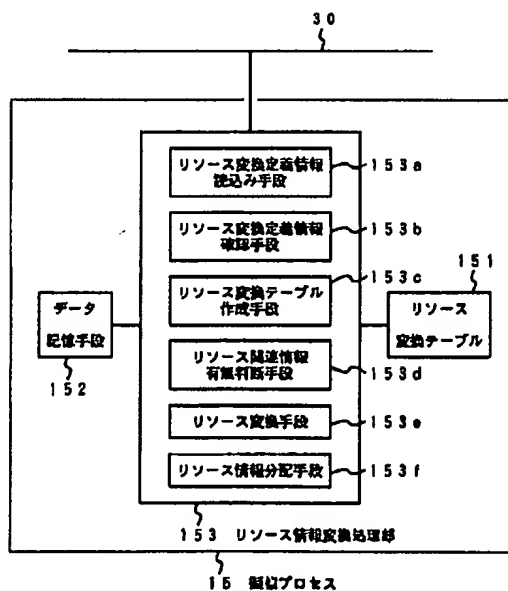 30
リソース変換定義情報
読込み手段
153a
リソース変換定義情報
確認手段
153b
リソース変換テーブル
作成手段
153c
151
データ
記憶手段
152
リソース
変換テーブル
リソース関連情報
有無判断手段
153d
リソース変換手段
153e
リソース情報分配手段
153f
153 リソース情報変換処理部
15 擬似プロセス